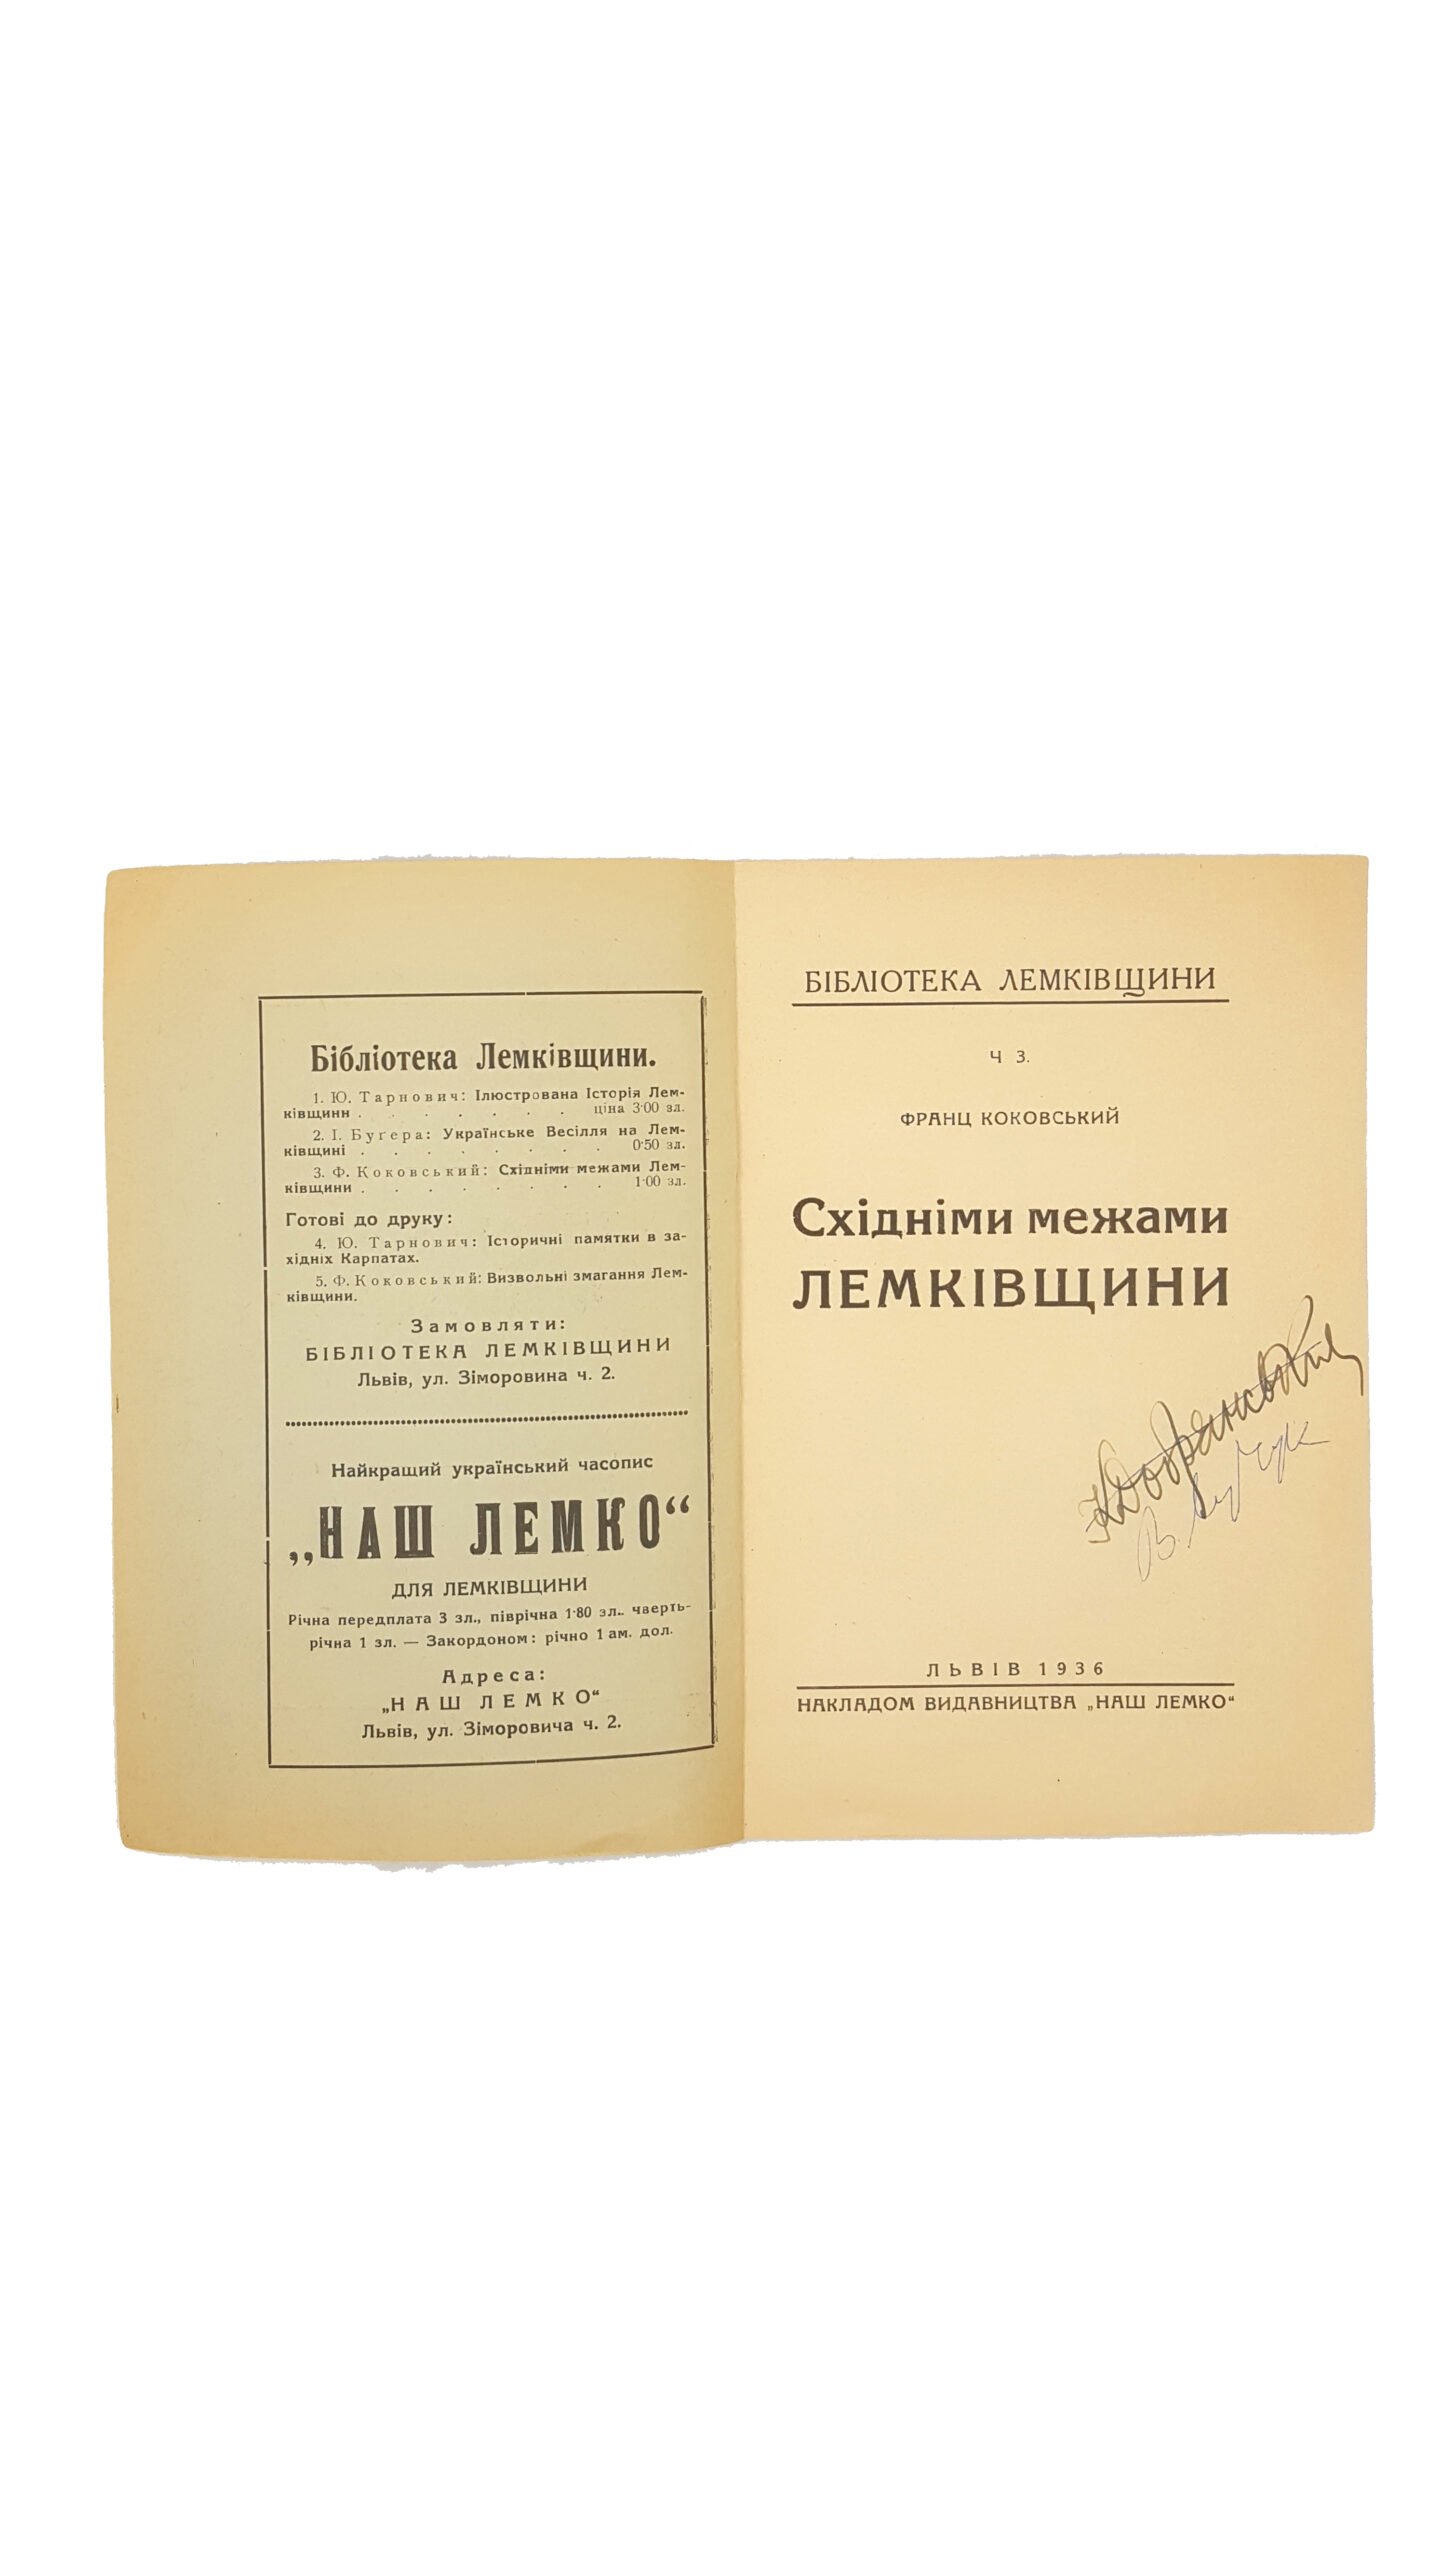 Бібліотека Лемківщини.
1. Ю. Тарнович: Ілюстрована Історія Лем-
ківщини . . . . . . . ціна 3·00 зл.
2. І. Буґера: Українське Весілля на Лем-
ківщині . . . . . . . . 0·50 зл.
3. Ф. Коковський: Східніми межами Лем-
ківщини . . . . . . . . 1·00 зл.
Готові до друку:
4. Ю. Тарнович: Історичні памятки в за-
хідніх Карпатах.
5. Ф. Коковський: Визвольні змагання Лем-
ківщини.
Замовляти:
БІБЛІОТЕКА ЛЕМКІВЩИНИ
Львів, ул. Зіморовина ч. 2.
Найкращий український часопис
„НАШ ЛЕМКО“
ДЛЯ ЛЕМКІВЩИНИ
Річна передплата 3 зл., піврічна 1·80 зл.. чверть-
річна 1 зл. — Закордоном: річно 1 ам. дол.
Адреса:
„НАШ ЛЕМКО“
Львів, ул. Зіморовича ч. 2.
БІБЛІОТЕКА ЛЕМКІВЩИНИ
Ч 3.
ФРАНЦ КОКОВСЬКИЙ
Східніми межами
ЛЕМКІВЩИНИ
Добрянський
В.
ЛЬВІВ 1936
НАКЛАДОМ ВИДАВНИЦТВА „НАШ ЛЕМКО“